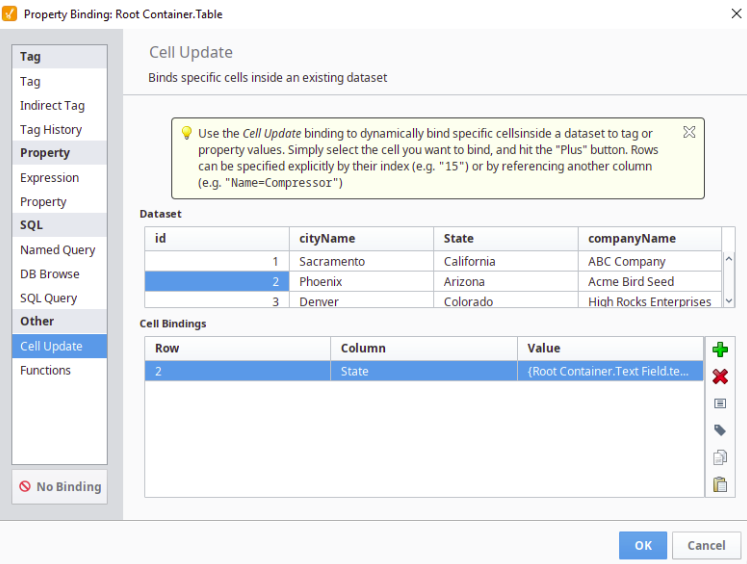 Property Binding: Root Container.Table
Tag
Tag
Indirect Tag
Tag History
Property
Expression
Property
SQL
Named Query
DB Browse
SQL Query
Other
Cell Update
Functions
No Binding
Cell Update
Binds specific cells inside an existing dataset
Use the Cell Update binding to dynamically bind specific cellsinside a dataset to tag or
property values. Simply select the cell you want to bind, and hit the "Plus" button. Rows
can be specified explicitly by their index (e.g. "15") or by referencing another column
(e.g. "Name=Compressor")
Dataset
id cityName State companyName
1 Sacramento California ABC Company
2 Phoenix Arizona Acme Bird Seed
3 Denver Colorado High Rocks Enterprises
Cell Bindings
Row Column Value
2 State {Root Container.Text Field.te...
OK Cancel